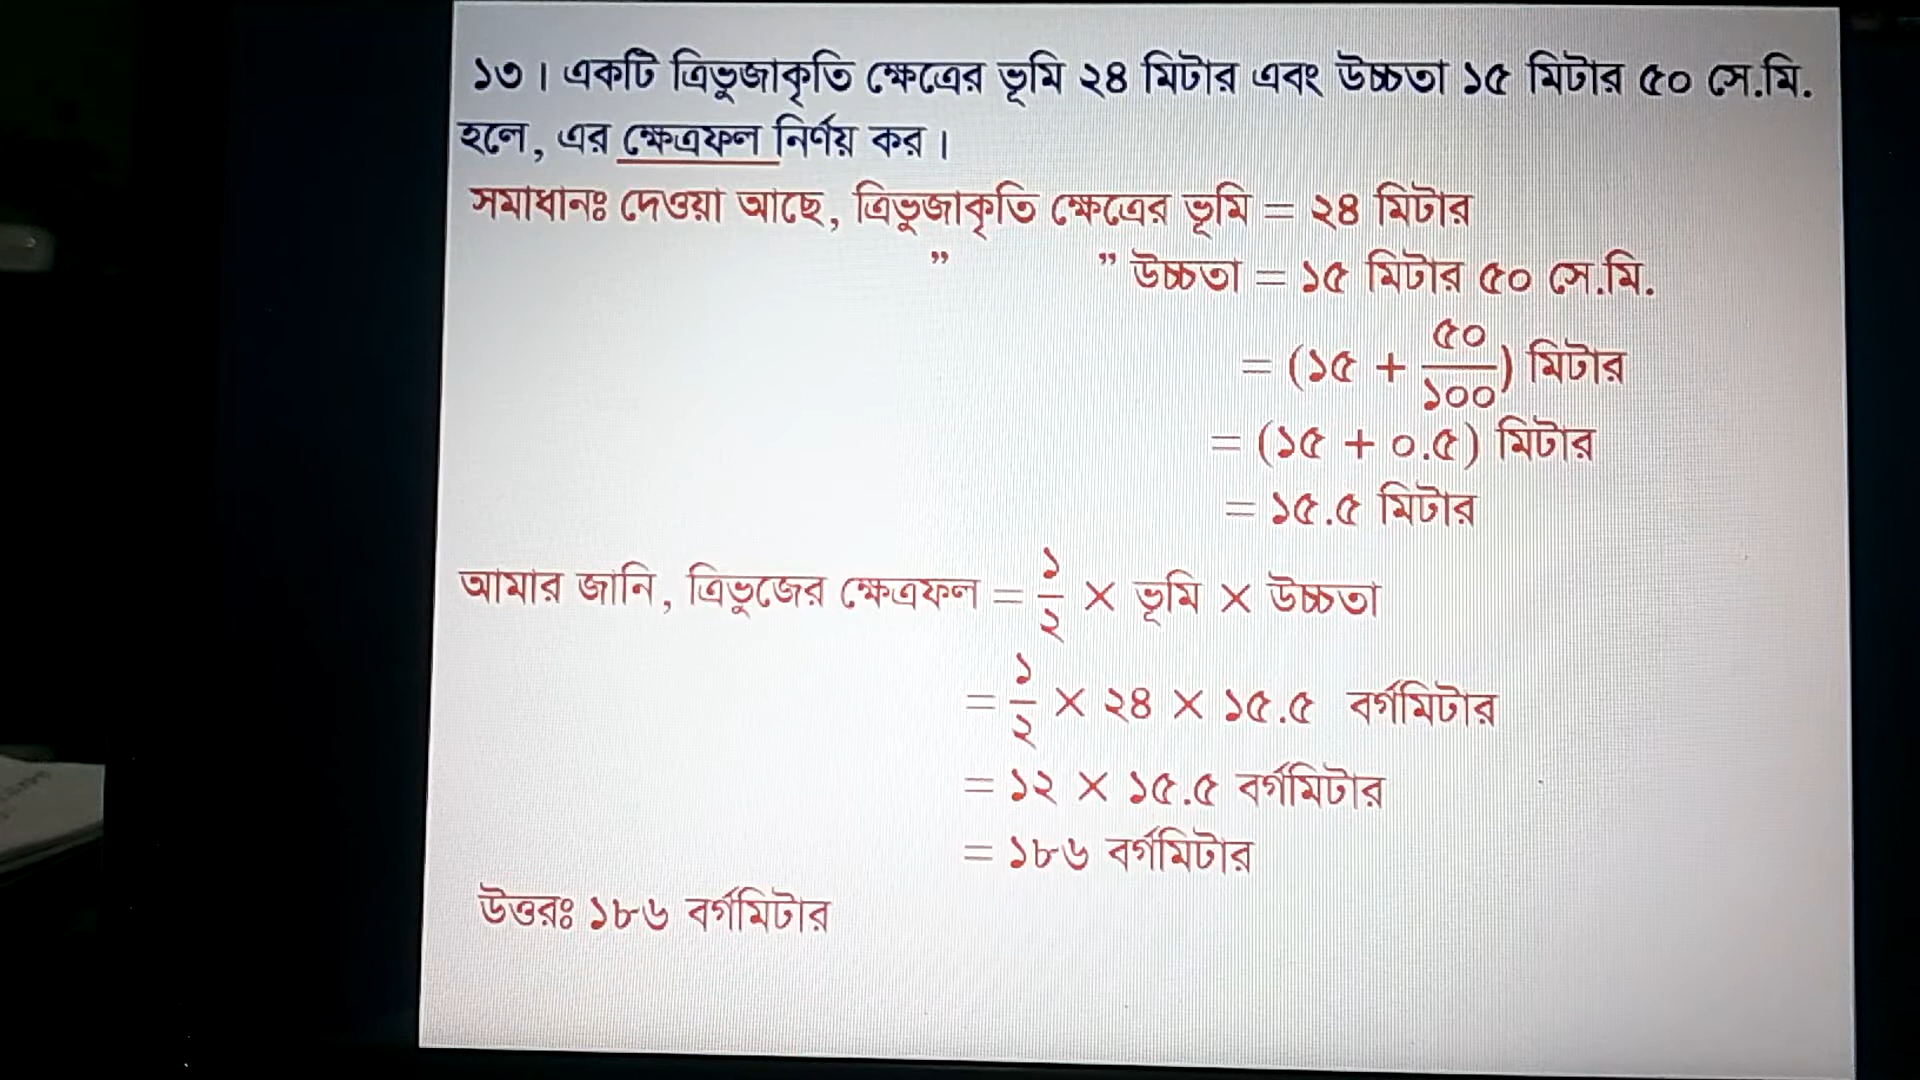 ১৩। একটি ত্রিভুজাকৃতি ক্ষেত্রের ভূমি ২৪ মিটার এবং উচ্চতা ১৫ মিটার ৫০ সে.মি.
হলে, এর ক্ষেত্রফল নির্ণয় কর।
সমাধানঃ দেওয়া আছে, ত্রিভুজাকৃতি ক্ষেত্রের ভূমি = ২৪ মিটার
” ” উচ্চতা = ১৫ মিটার ৫০ সে.মি.
= (১৫ + ৫০/১০০) মিটার
= (১৫ + ০.৫) মিটার
= ১৫.৫ মিটার
আমার জানি, ত্রিভুজের ক্ষেত্রফল = ১/২ × ভূমি × উচ্চতা
= ১/২ × ২৪ × ১৫.৫ বর্গমিটার
= ১২ × ১৫.৫ বর্গমিটার
= ১৮৬ বর্গমিটার
উত্তরঃ ১৮৬ বর্গমিটার